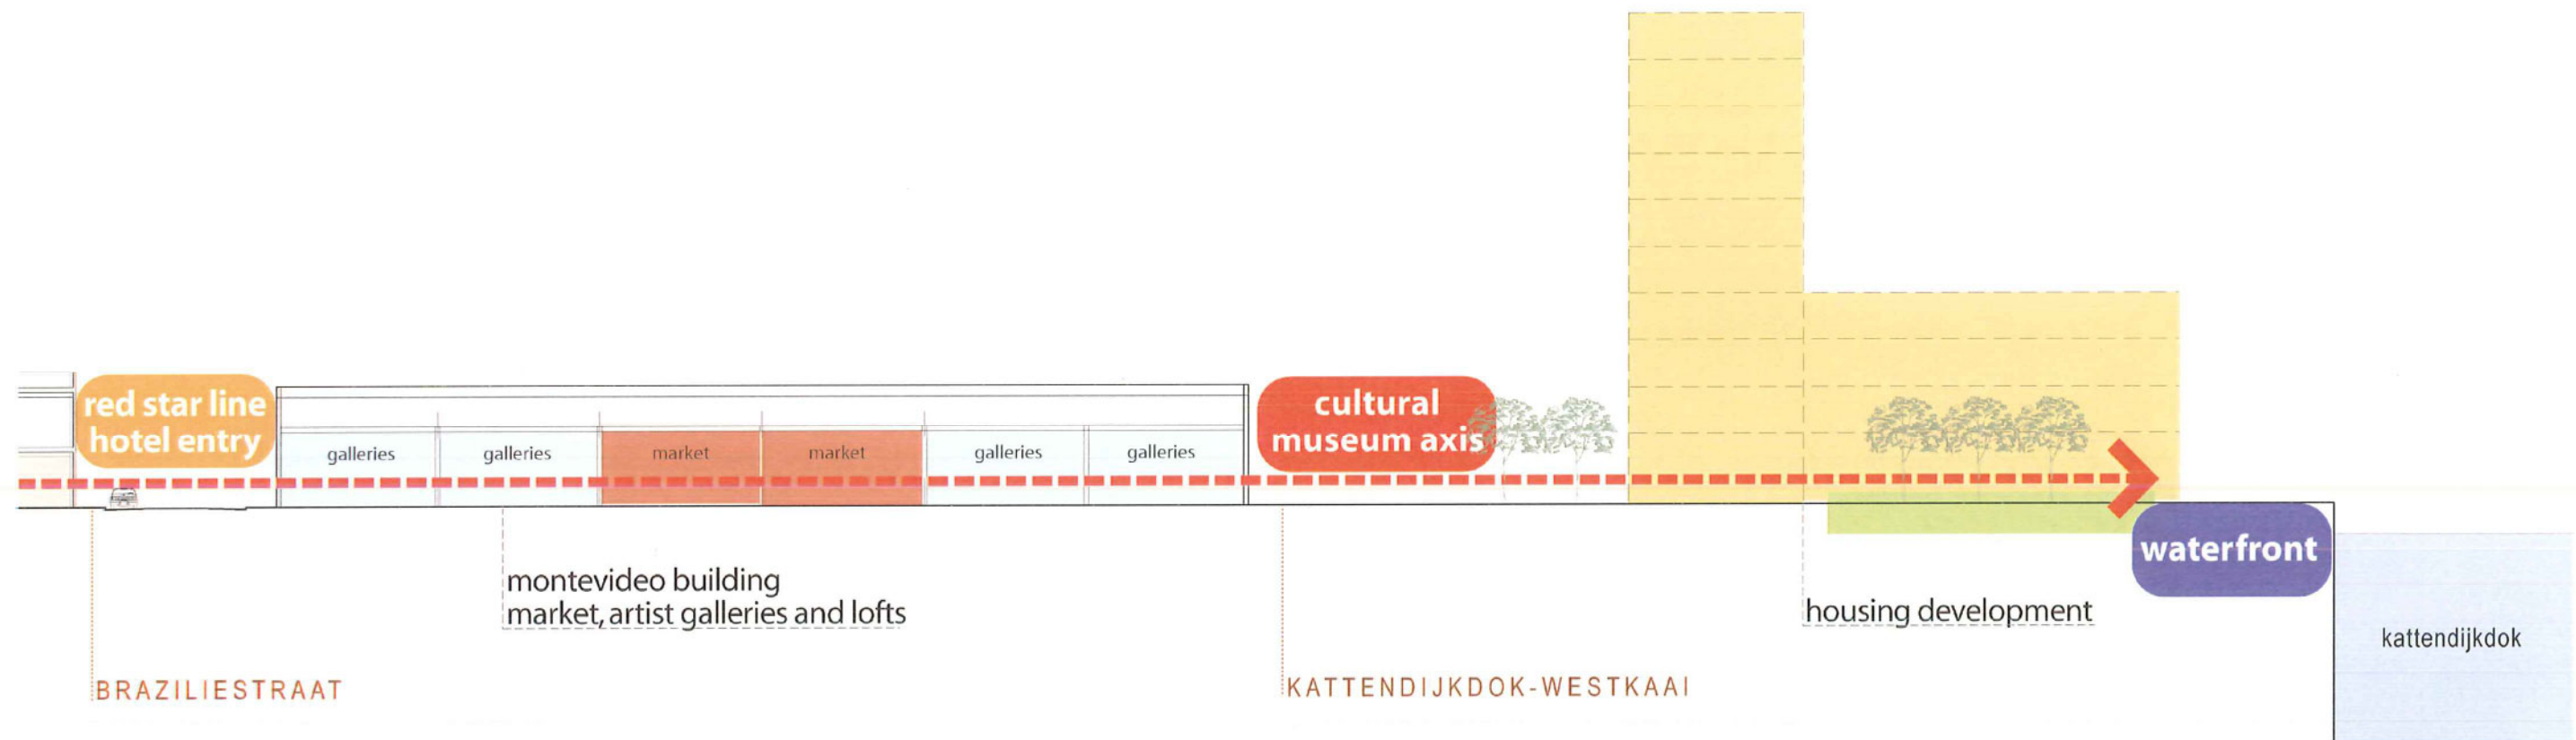 red star line
hotel entry
galleries
galleries
market
market
galleries
galleries
cultural
museum axis
waterfront
montevideo building
market, artist galleries and lofts
housing development
kattendijkdok
BRAZILIESTRAAT
KATTENDIJKDOK-WESTKAAI